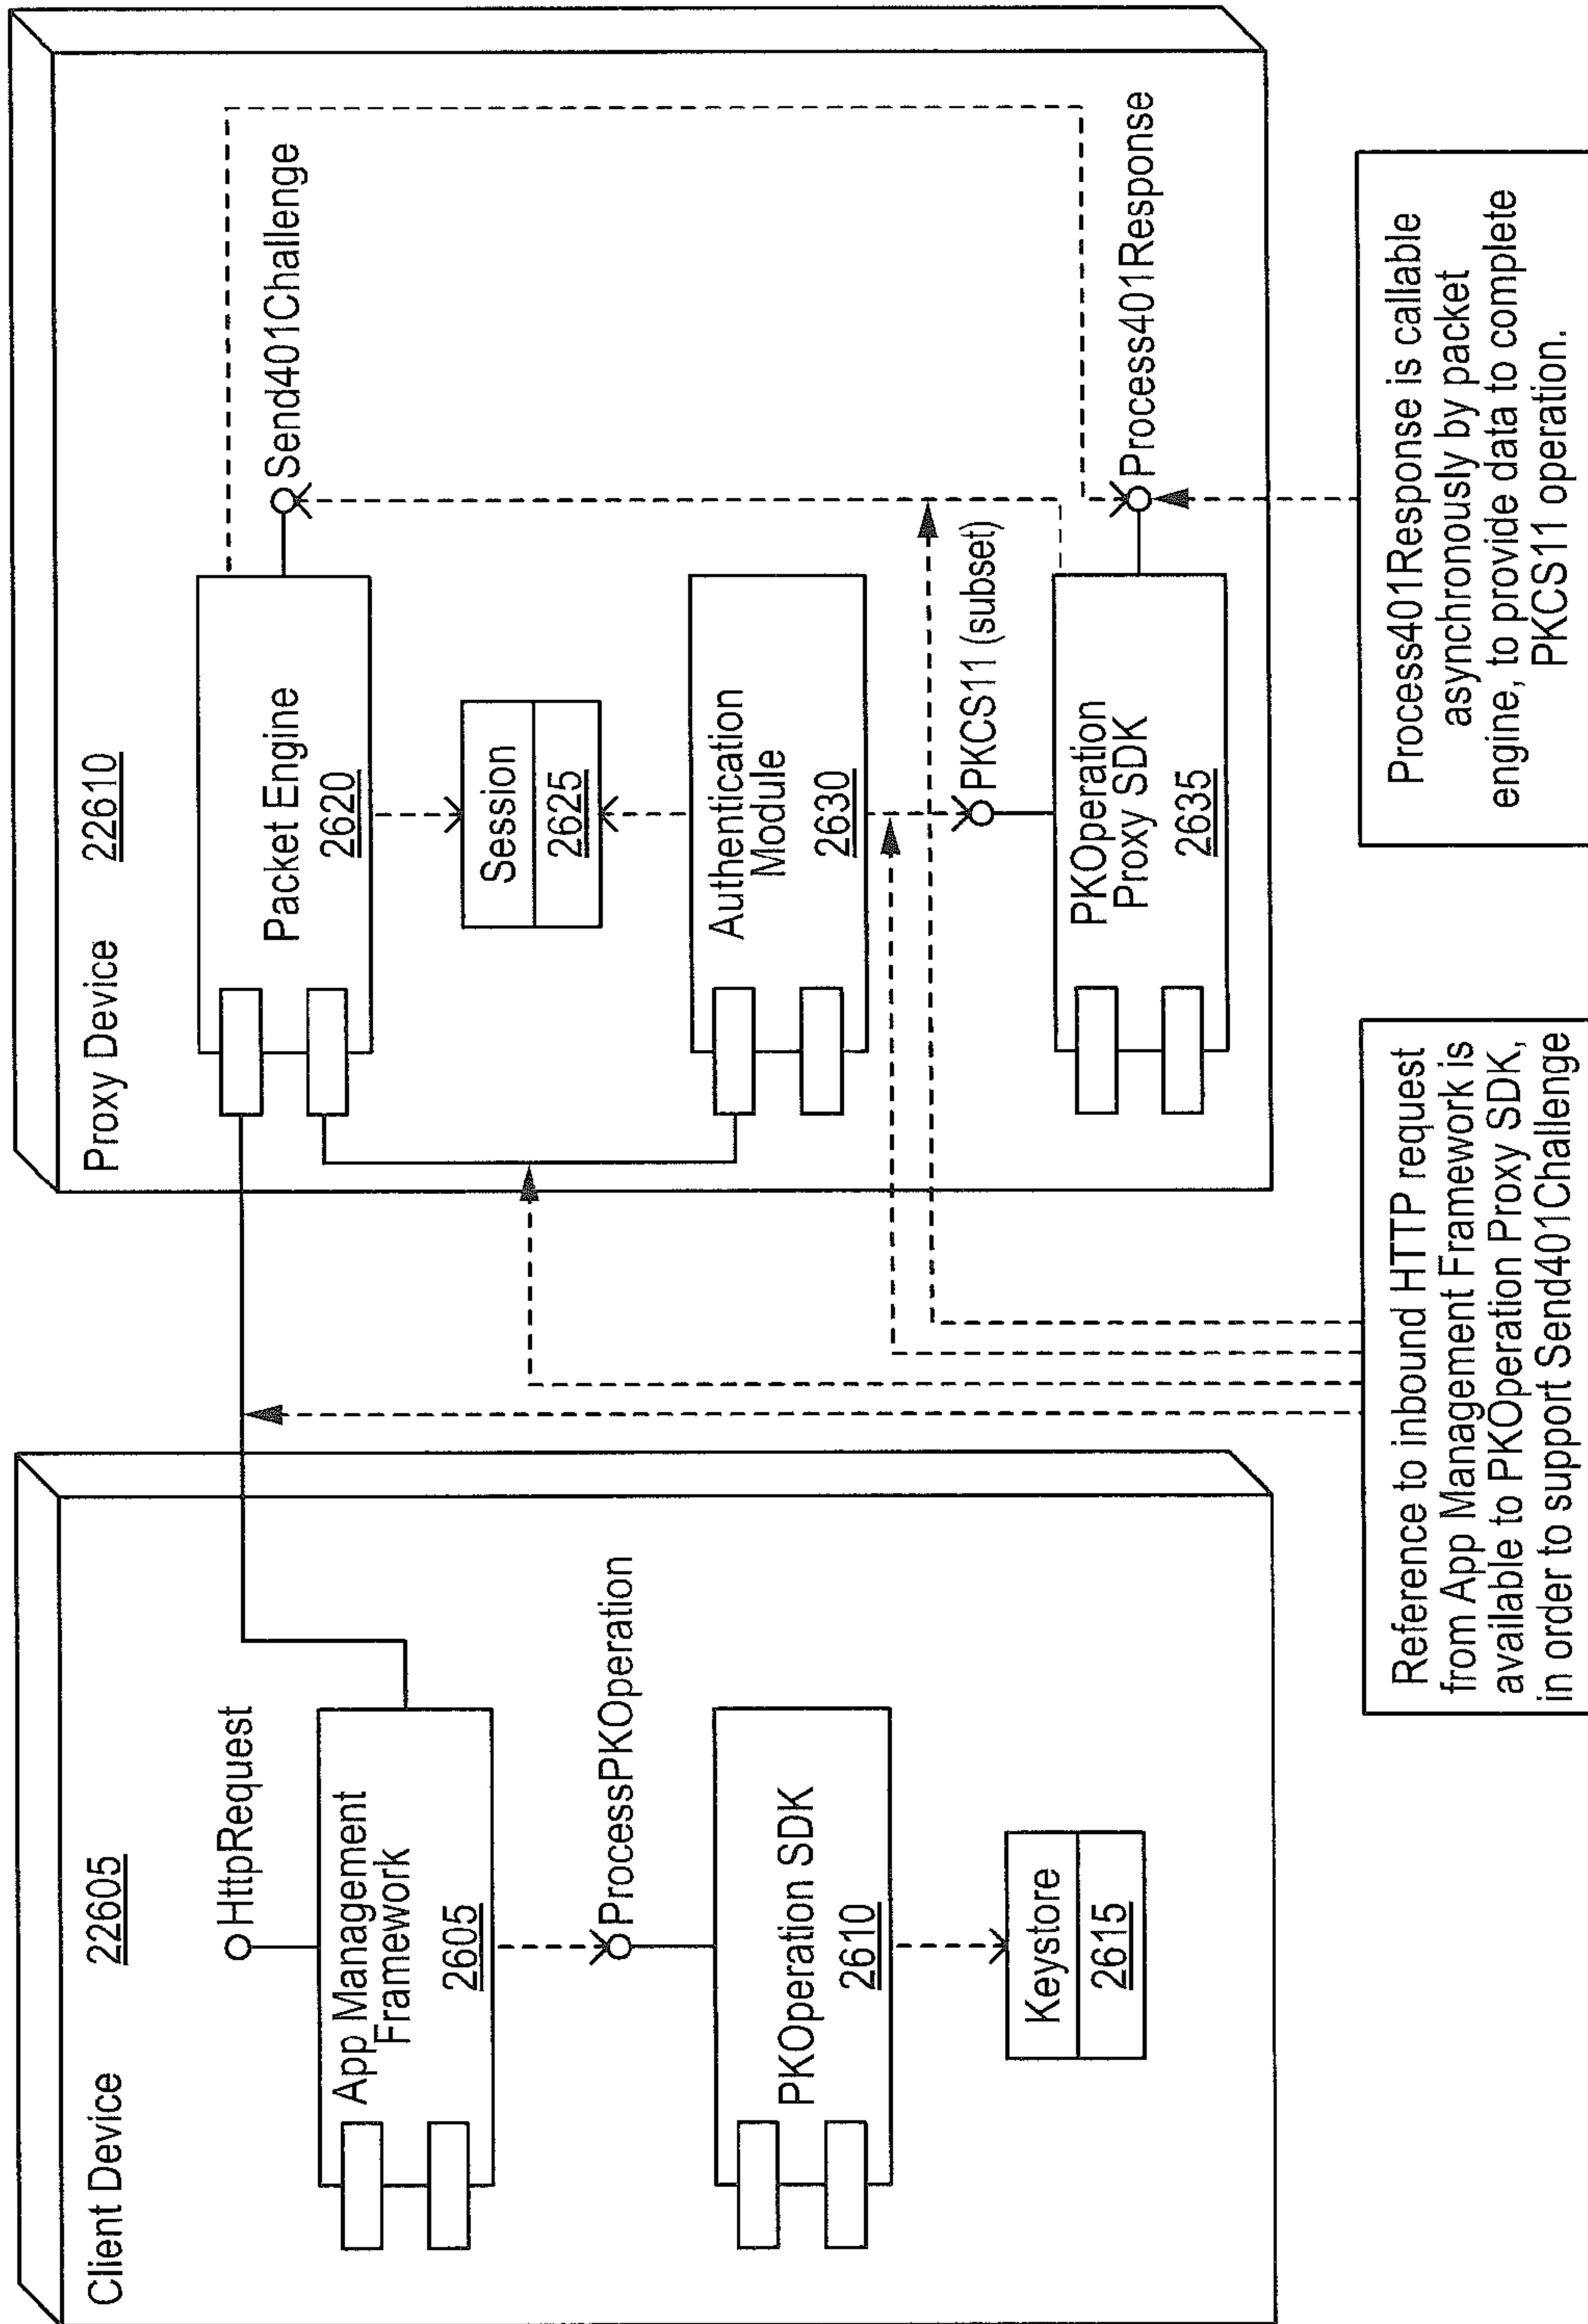 Client Device 22605
HttpRequest
App Management
Framework
2605
ProcessPKOperation
PKOperation SDK
2610
Keystore
2615
Proxy Device 22610
Packet Engine
2620
Send401Challenge
Session
2625
Authentication
Module
2630
PKCS11 (subset)
PKOperation
Proxy SDK
2635
Process401Response
Reference to inbound HTTP request
from App Management Framework is
available to PKOperation Proxy SDK,
in order to support Send401Challenge
Process401Response is callable
asynchronously by packet
engine, to provide data to complete
PKCS11 operation.